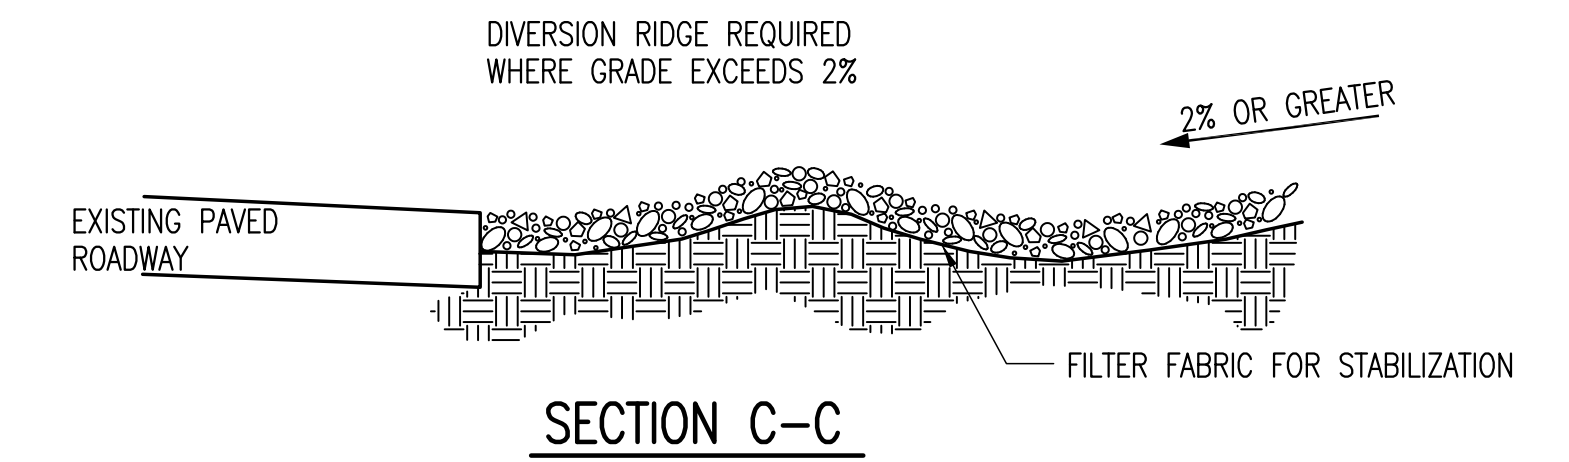 DIVERSION RIDGE REQUIRED
WHERE GRADE EXCEEDS 2%
2% OR GREATER
EXISTING PAVED
ROADWAY
FILTER FABRIC FOR STABILIZATION
SECTION C-C